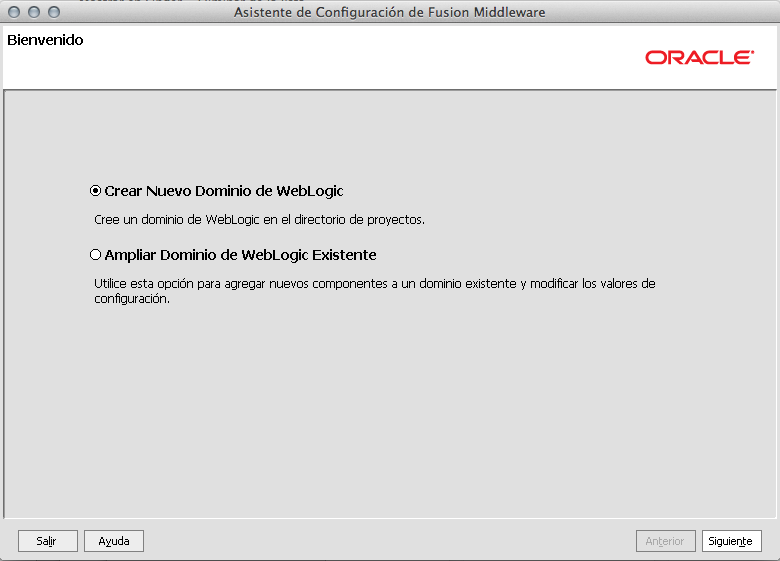 Asistente de Configuración de Fusion Middleware
Bienvenido
ORACLE
Crear Nuevo Dominio de WebLogic
Cree un dominio de WebLogic en el directorio de proyectos.
Ampliar Dominio de WebLogic Existente
Utilice esta opción para agregar nuevos componentes a un dominio existente y modificar los valores de
configuración.
Salir Ayuda Anterior Siguiente